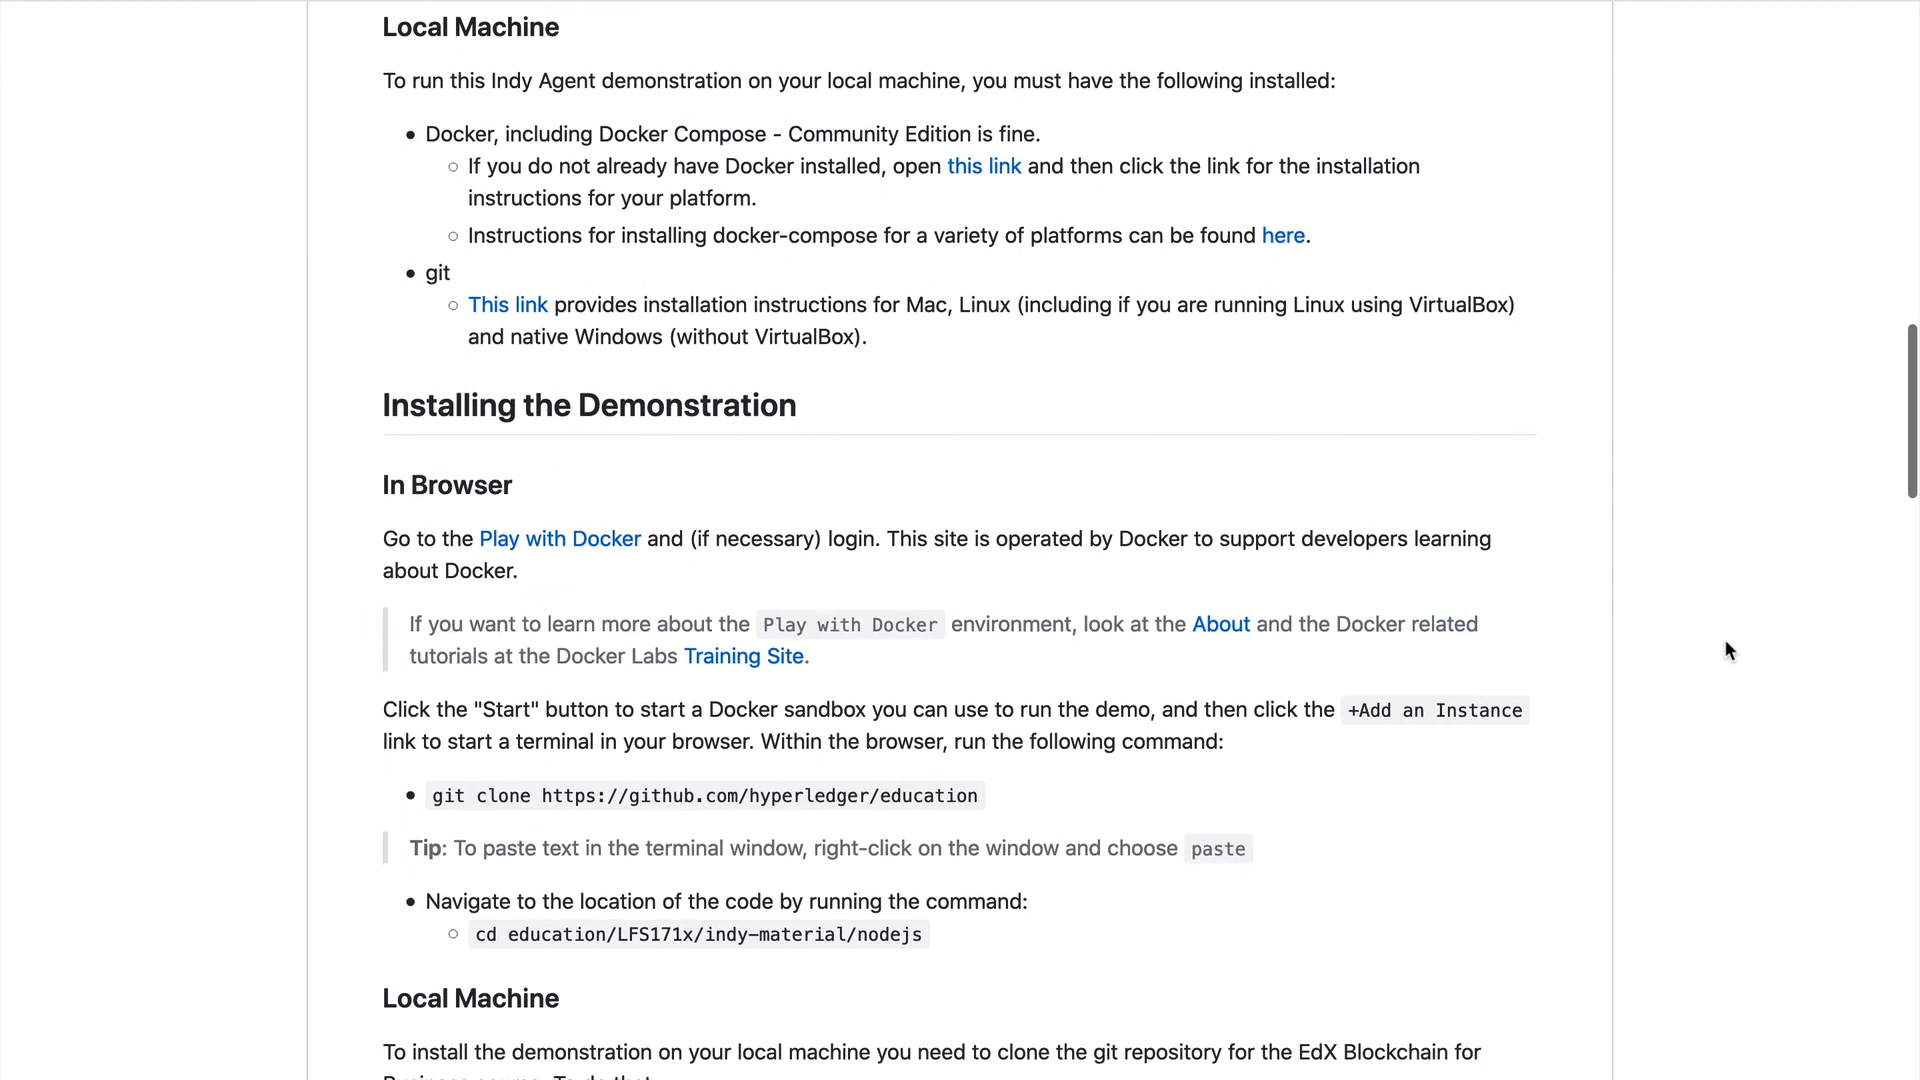 Local Machine
To run this Indy Agent demonstration on your local machine, you must have the following installed:
Docker, including Docker Compose - Community Edition is fine.
If you do not already have Docker installed, open this link and then click the link for the installation
instructions for your platform.
Instructions for installing docker-compose for a variety of platforms can be found here.
git
This link provides installation instructions for Mac, Linux (including if you are running Linux using VirtualBox)
and native Windows (without VirtualBox).
Installing the Demonstration
In Browser
Go to the Play with Docker and (if necessary) login. This site is operated by Docker to support developers learning
about Docker.
If you want to learn more about the Play with Docker environment, look at the About and the Docker related
tutorials at the Docker Labs Training Site.
Click the "Start" button to start a Docker sandbox you can use to run the demo, and then click the +Add an Instance
link to start a terminal in your browser. Within the browser, run the following command:
git clone https://github.com/hyperledger/education
Tip: To paste text in the terminal window, right-click on the window and choose paste
Navigate to the location of the code by running the command:
cd education/LFS171x/indy-material/nodejs
Local Machine
To install the demonstration on your local machine you need to clone the git repository for the EdX Blockchain for